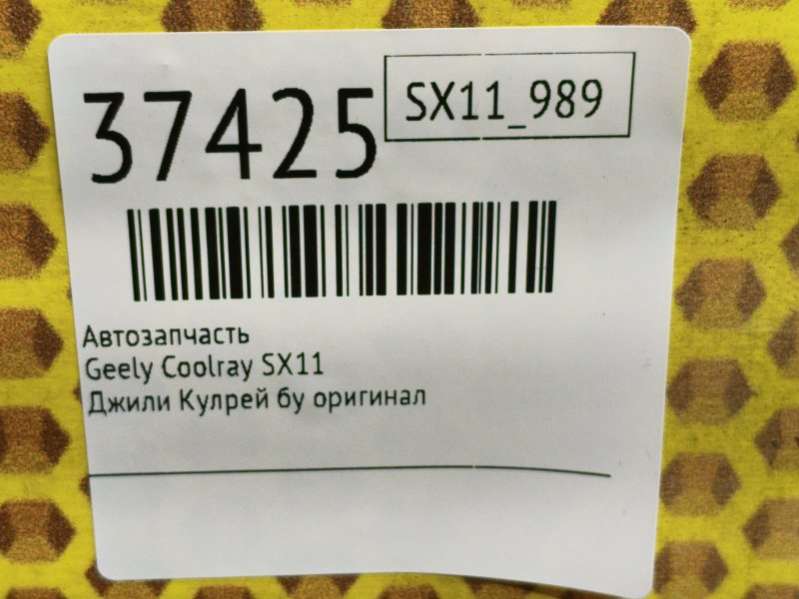 37425
SX11_989
Автозапчасть
Geely Coolray SX11
Джили Кулрей бу оригинал